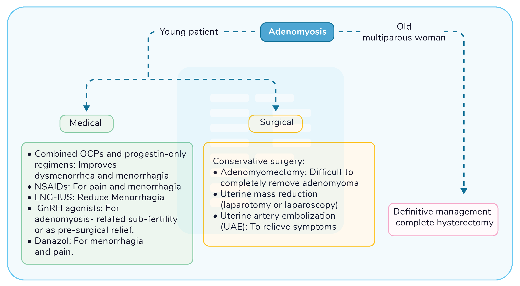 Young patient
Adenomyosis
Old
multiparous woman
Medical
Surgical
• Combined OCPs and progestin-only
regimens: Improves
dysmenorrhea and menorrhagia
• NSAIDs: For pain and menorrhagia
• LNG-IUS: Reduce Menorrhagia
• GnRH agonists: For
adenomyosis- related sub-fertility
or as pre-surgical relief.
• Danazol: For menorrhagia
and pain.
Conservative surgery:
• Adenomyomectomy: Difficult to
completely remove adenomyoma
• Uterine mass reduction
(laparotomy or laparoscopy)
• Uterine artery embolization
(UAE): To relieve symptoms
Definitive management:
complete hysterectomy